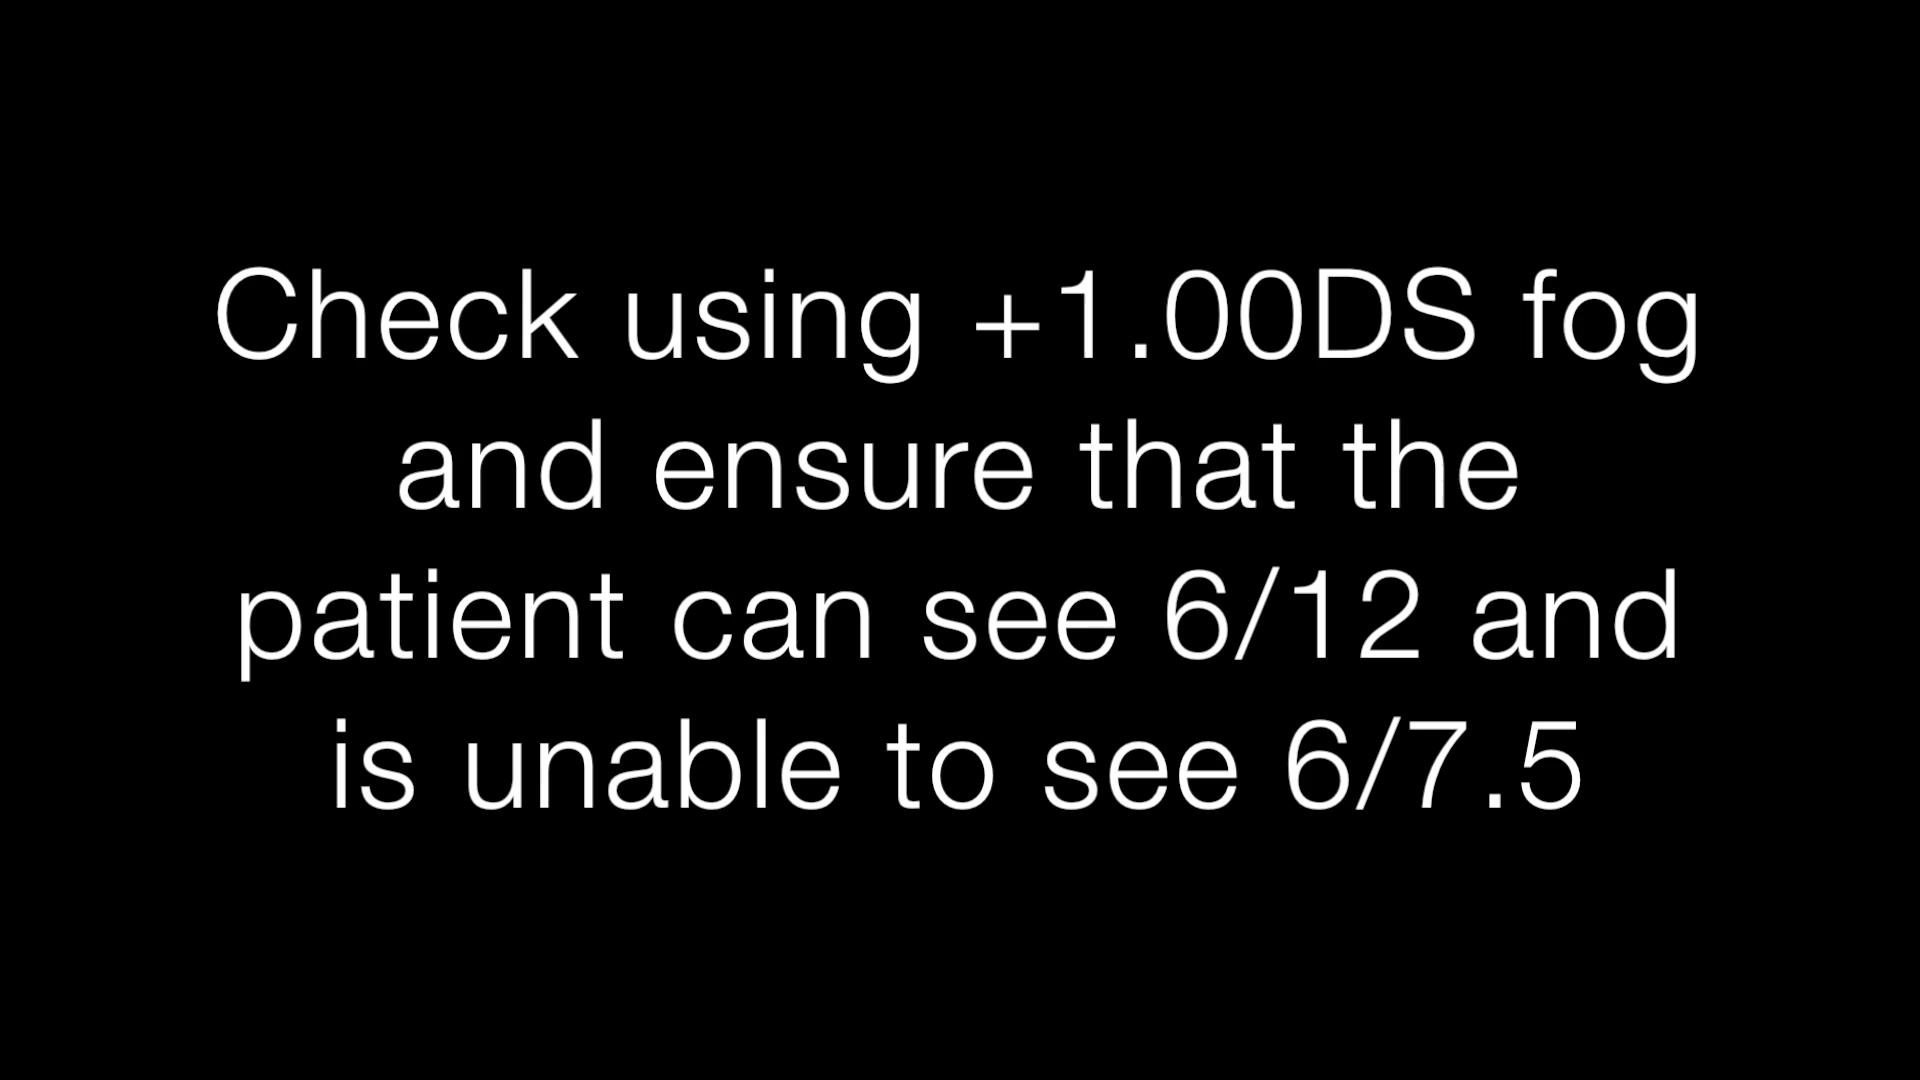 Check using +1.00DS fog
and ensure that the
patient can see 6/12 and
is unable to see 6/7.5